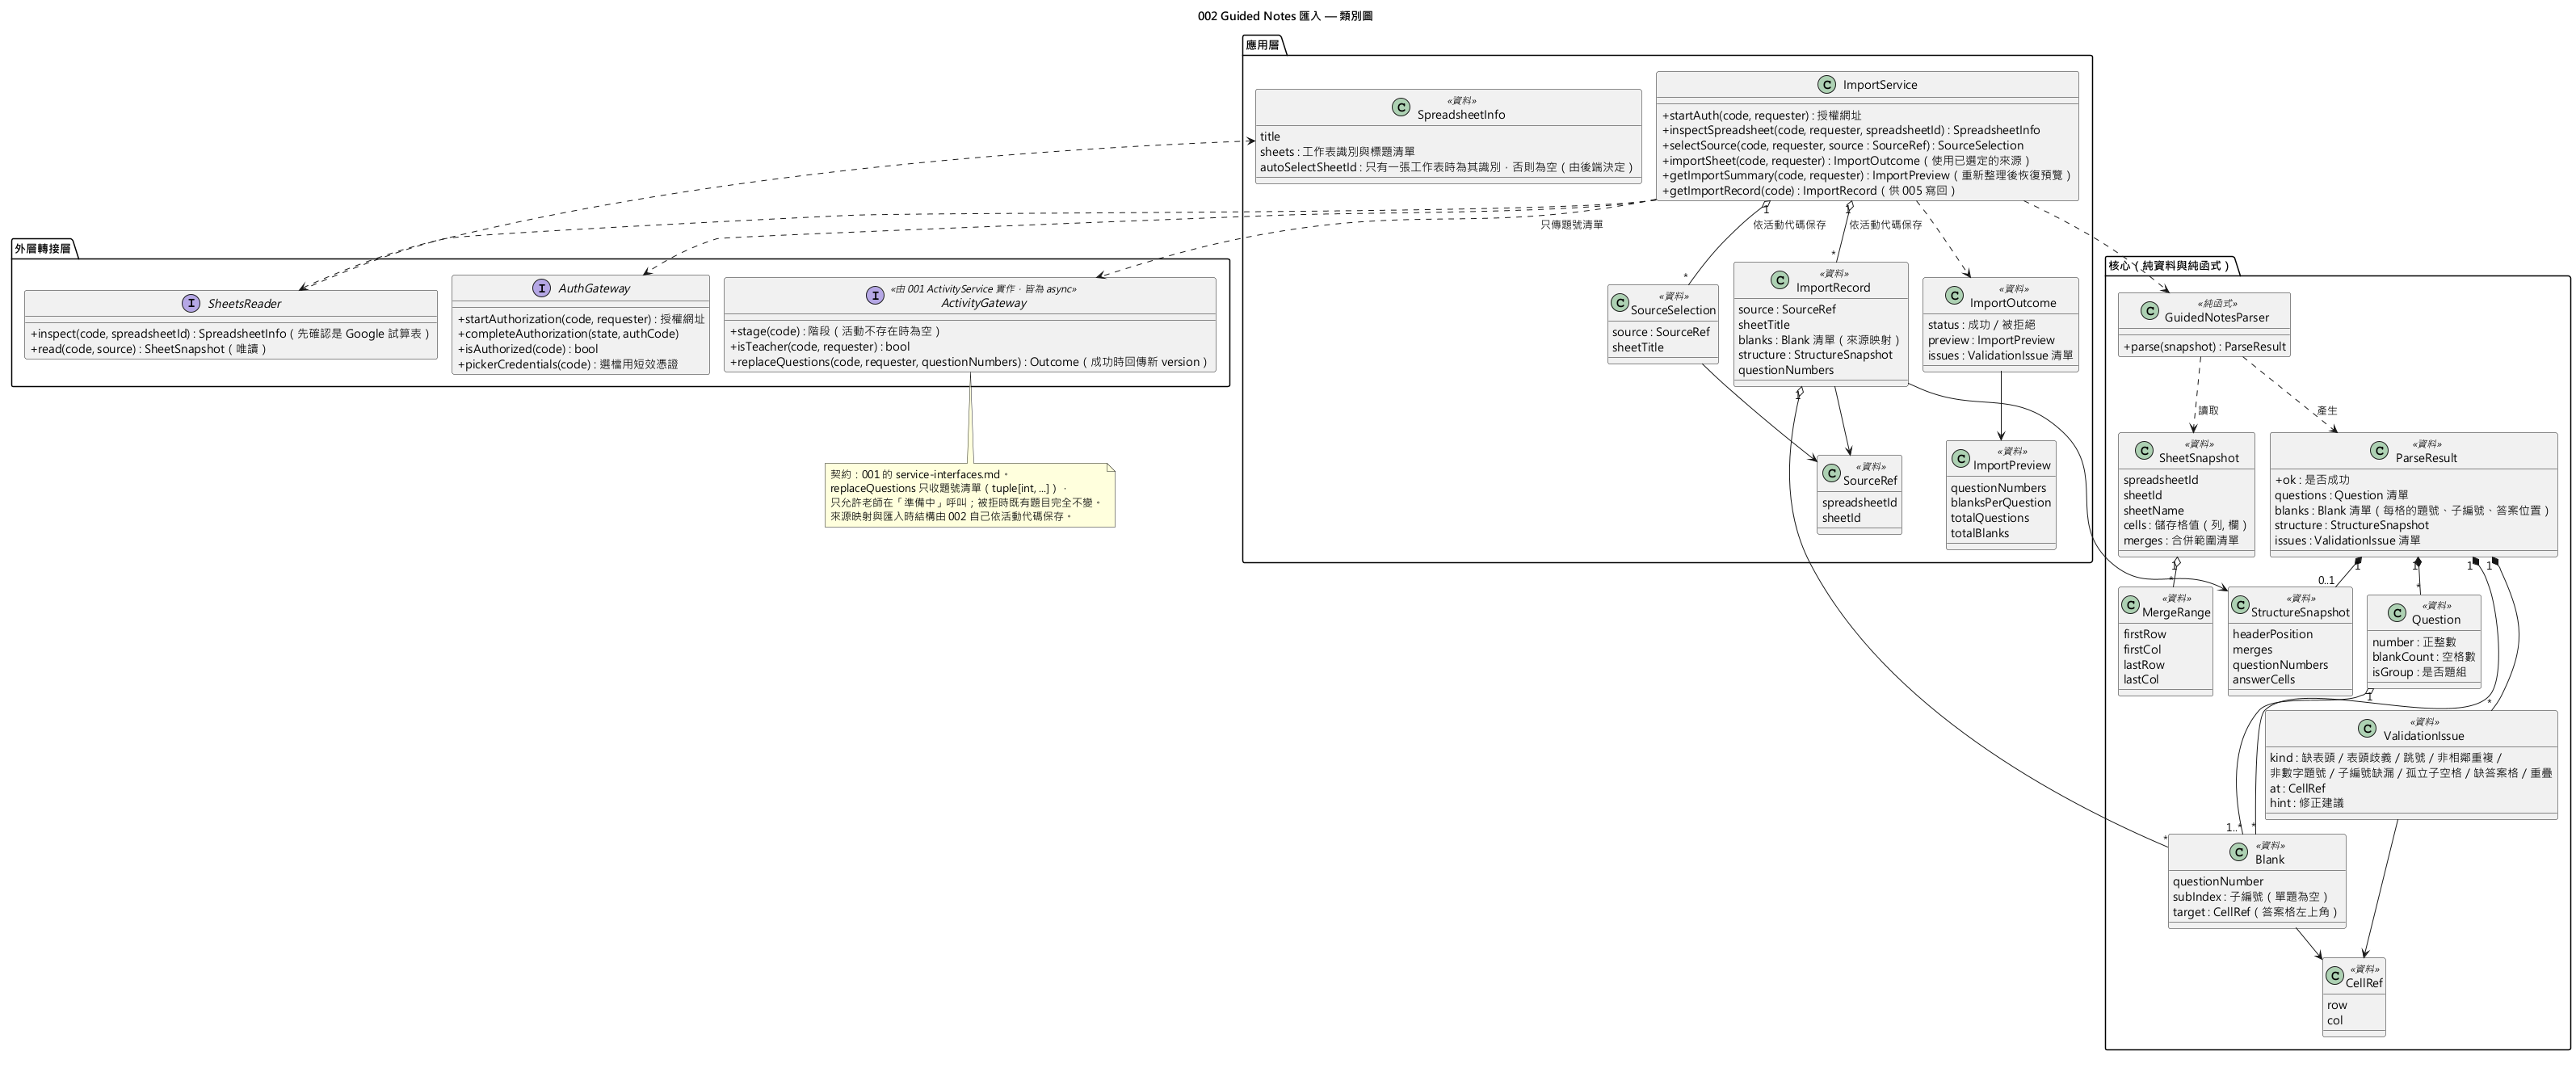 002 Guided Notes 匯入 — 類別圖
應用層
«資料»
SpreadsheetInfo
title
sheets : 工作表識別與標題清單
autoSelectSheetId : 只有一張工作表時為其識別，否則為空（由後端決定）
ImportService
+startAuth(code, requester) : 授權網址
+inspectSpreadsheet(code, requester, spreadsheetId) : SpreadsheetInfo
+selectSource(code, requester, source : SourceRef) : SourceSelection
+importSheet(code, requester) : ImportOutcome（使用已選定的來源）
+getImportSummary(code, requester) : ImportPreview（重新整理後恢復預覽）
+getImportRecord(code) : ImportRecord（供 005 寫回）
只傳題號清單
1
依活動代碼保存
*
1
依活動代碼保存
*
外層轉接層
SheetsReader
+inspect(code, spreadsheetId) : SpreadsheetInfo（先確認是 Google 試算表）
+read(code, source) : SheetSnapshot（唯讀）
AuthGateway
+startAuthorization(code, requester) : 授權網址
+completeAuthorization(state, authCode)
+isAuthorized(code) : bool
+pickerCredentials(code) : 選檔用短效憑證
«由 001 ActivityService 實作，皆為 async»
ActivityGateway
+stage(code) : 階段（活動不存在時為空）
+isTeacher(code, requester) : bool
+replaceQuestions(code, requester, questionNumbers) : Outcome（成功時回傳新 version）
契約：001 的 service-interfaces.md。
replaceQuestions 只收題號清單（tuple[int, ...]），
只允許老師在「準備中」呼叫；被拒時既有題目完全不變。
來源映射與匯入時結構由 002 自己依活動代碼保存。
«資料»
SourceSelection
source : SourceRef
sheetTitle
«資料»
ImportRecord
source : SourceRef
sheetTitle
blanks : Blank 清單（來源映射）
structure : StructureSnapshot
questionNumbers
1
*
«資料»
ImportOutcome
status : 成功 / 被拒絕
preview : ImportPreview
issues : ValidationIssue 清單
«資料»
SourceRef
spreadsheetId
sheetId
«資料»
ImportPreview
questionNumbers
blanksPerQuestion
totalQuestions
totalBlanks
核心（純資料與純函式）
«純函式»
GuidedNotesParser
+parse(snapshot) : ParseResult
讀取
產生
«資料»
SheetSnapshot
spreadsheetId
sheetId
sheetName
cells : 儲存格值（列, 欄）
merges : 合併範圍清單
«資料»
ParseResult
+ok : 是否成功
questions : Question 清單
blanks : Blank 清單（每格的題號、子編號、答案位置）
structure : StructureSnapshot
issues : ValidationIssue 清單
1
*
1
0..1
1
*
1
*
1
*
«資料»
MergeRange
firstRow
firstCol
lastRow
lastCol
«資料»
StructureSnapshot
headerPosition
merges
questionNumbers
answerCells
«資料»
Question
number : 正整數
blankCount : 空格數
isGroup : 是否題組
1
1..*
«資料»
ValidationIssue
kind : 缺表頭 / 表頭歧義 / 跳號 / 非相鄰重複 /
非數字題號 / 子編號缺漏 / 孤立子空格 / 缺答案格 / 重疊
at : CellRef
hint : 修正建議
«資料»
Blank
questionNumber
subIndex : 子編號（單題為空）
target : CellRef（答案格左上角）
«資料»
CellRef
row
col